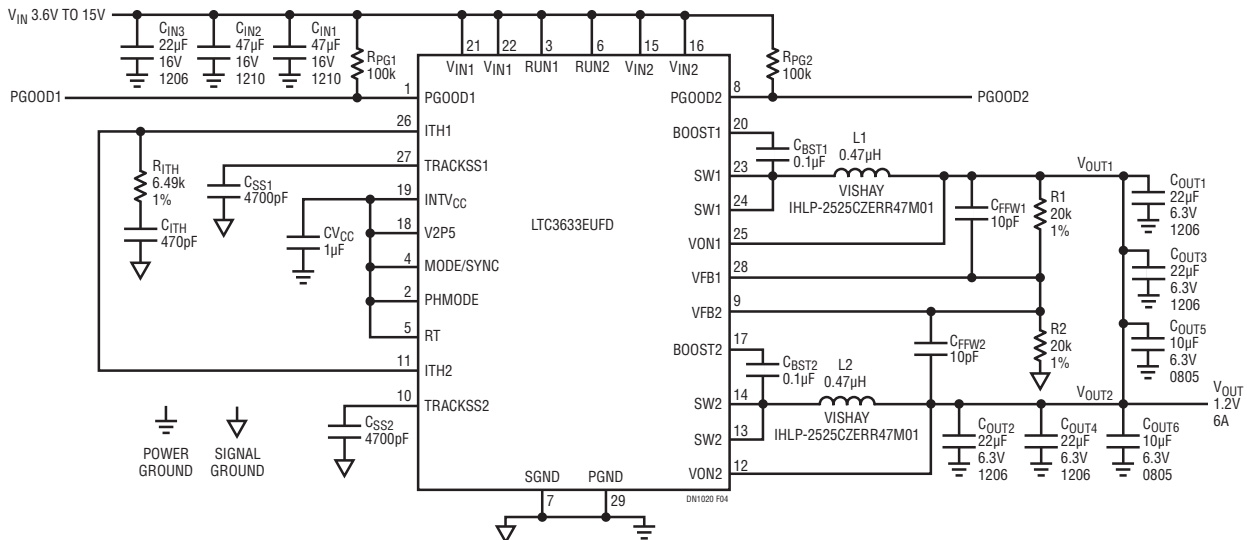 VIN 3.6V TO 15V
CIN3
22µF
16V
1206
CIN2
47µF
16V
1210
CIN1
47µF
16V
1210
RPG1
100k
21
22
3
6
15
16
VIN1
VIN1
RUN1
RUN2
VIN2
VIN2
RPG2
100k
PGOOD1
1
PGOOD1
PGOOD2
8
PGOOD2
26
ITH1
RITH
6.49k
1%
CITH
470pF
27
TRACKSS1
CSS1
4700pF
19
INTVCC
CVCC
1µF
18
V2P5
4
MODE/SYNC
2
PHMODE
5
RT
11
ITH2
10
TRACKSS2
CSS2
4700pF
LTC3633EUFD
BOOST1
20
CBST1
0.1µF
L1
0.47µH
VISHAY
IHLP-2525CZERR47M01
SW1
23
SW1
24
VON1
25
VFB1
28
VFB2
9
CFFW1
10pF
R1
20k
1%
VOUT1
COUT1
22µF
6.3V
1206
COUT3
22µF
6.3V
1206
COUT5
10µF
6.3V
0805
R2
20k
1%
CFFW2
10pF
BOOST2
17
CBST2
0.1µF
L2
0.47µH
VISHAY
IHLP-2525CZERR47M01
SW2
14
SW2
13
VON2
12
VOUT2
VOUT
1.2V
6A
COUT2
22µF
6.3V
1206
COUT4
22µF
6.3V
1206
COUT6
10µF
6.3V
0805
POWER
GROUND
SIGNAL
GROUND
SGND
PGND
7
29
DN1020 F04